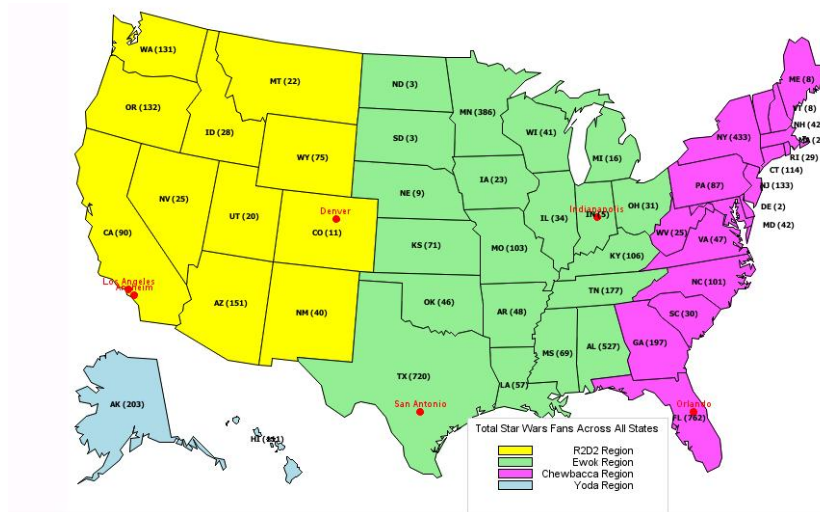 WA (131)
MT (22)
ND (3)
MN (386)
ME (8)
OR (132)
ID (28)
SD (3)
WI (41)
MI (16)
NY (433)
VT (8)
NH (42
RI (29)
CT (114)
WY (75)
NE (9)
IA (23)
PA (87)
NJ (133)
DE (2)
MD (42)
NV (25)
UT (20)
Denver
CO (11)
KS (71)
MO (103)
IL (34)
Indianapolis
IN (5)
OH (31)
WV (25)
VA (47)
CA (90)
KY (106)
Los Angeles
Anaheim
AZ (151)
NM (40)
OK (46)
AR (48)
TN (177)
NC (101)
SC (30)
TX (720)
LA (57)
MS (69)
AL (527)
GA (197)
San Antonio
Orlando
FL (762)
AK (203)
Total Star Wars Fans Across All States
R2D2 Region
Ewok Region
Chewbacca Region
Yoda Region